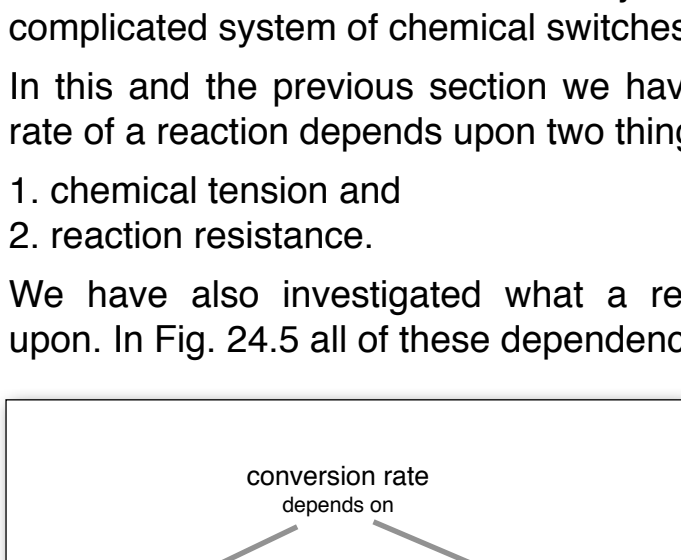 complicated system of chemical switches
In this and the previous section we hav
rate of a reaction depends upon two thing
1. chemical tension and
2. reaction resistance.
We have also investigated what a re
upon. In Fig. 24.5 all of these dependenc
conversion rate
depends on